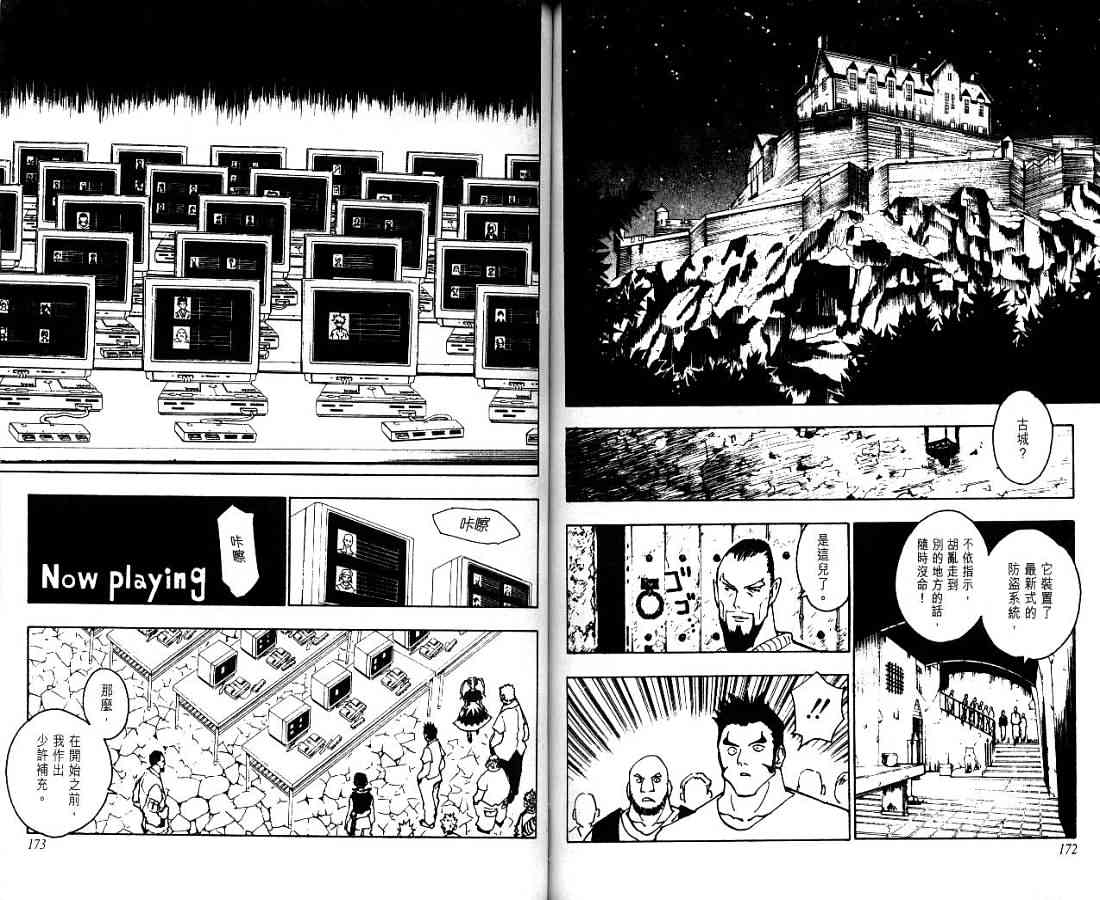 古城?
它裝置了
最新式的
防盜系統，
不依指示，
胡亂走到
別的地方的話，
隨時沒命!
是這兒了。
ゴゴゴ
!!
172
咔嚓
咔嚓
Now playing
那麼，
在開始之前，
我作出
少許補充。
173